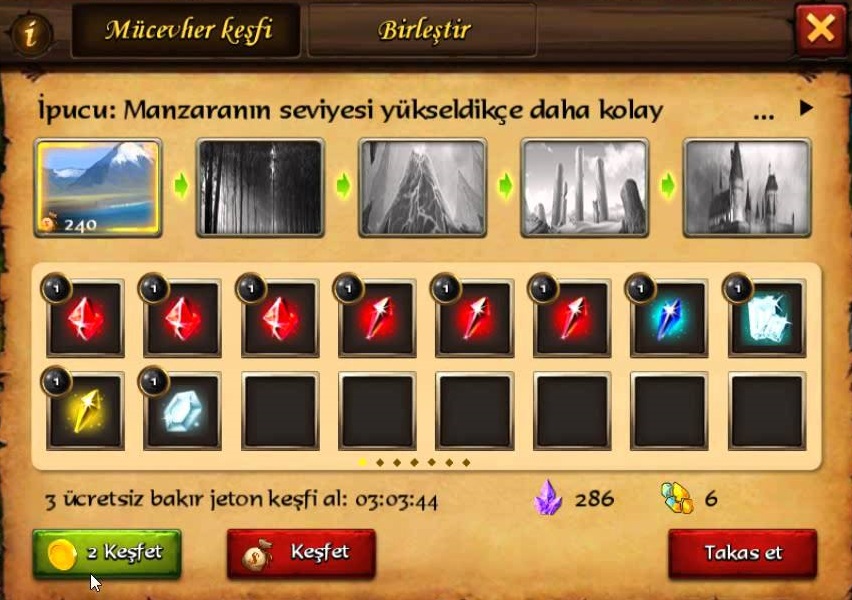 i
Mücevher keşfi
Birleştir
İpucu: Manzaranın seviyesi yükseldikçe daha kolay ...
240
1 1 1 1 1 1 1 1
1 1
3 ücretsiz bakır jeton keşfi al: 03:03:44
286
6
2 Keşfet
Keşfet
Takas et